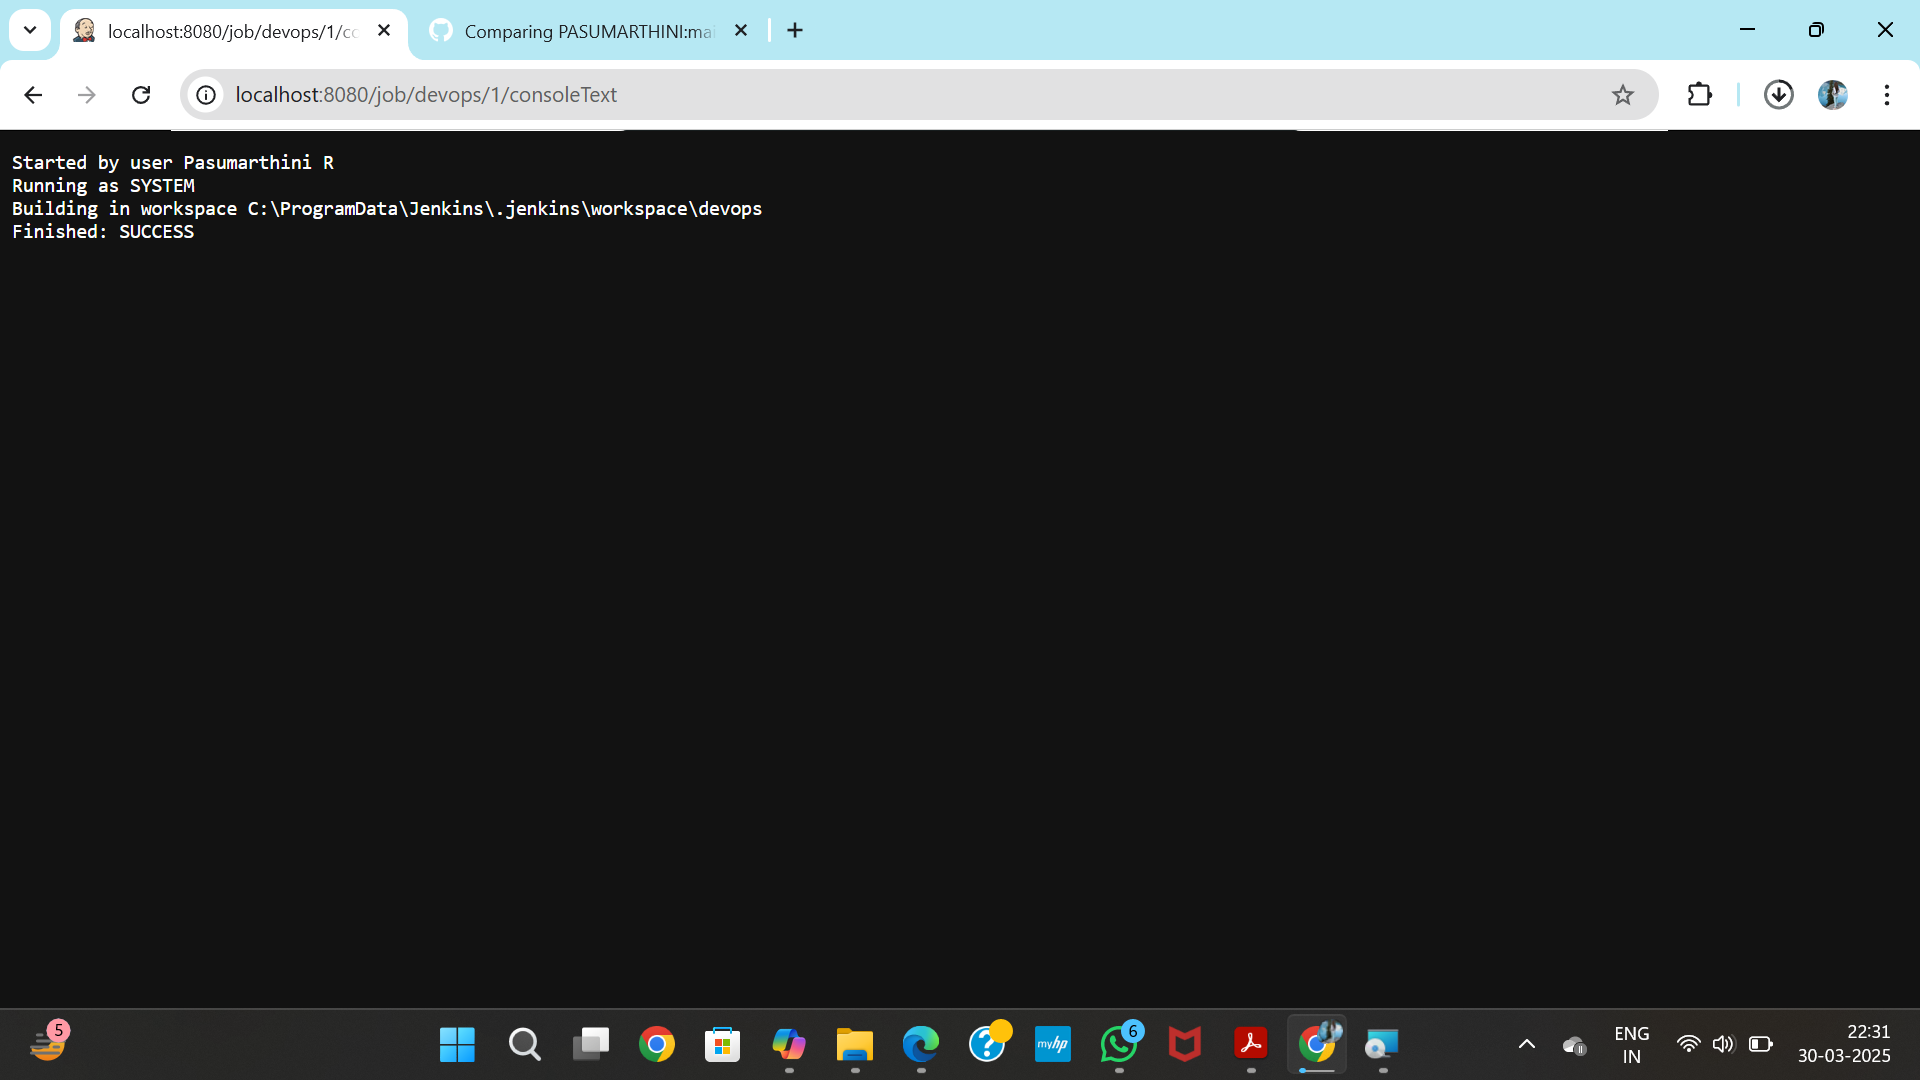 localhost:8080/job/devops/1/co
Comparing PASUMARTHINI:mai
localhost:8080/job/devops/1/consoleText
Started by user Pasumarthini R
Running as SYSTEM
Building in workspace C:\ProgramData\Jenkins\.jenkins\workspace\devops
Finished: SUCCESS
5
myhp
6
ENG
IN
22:31
30-03-2025